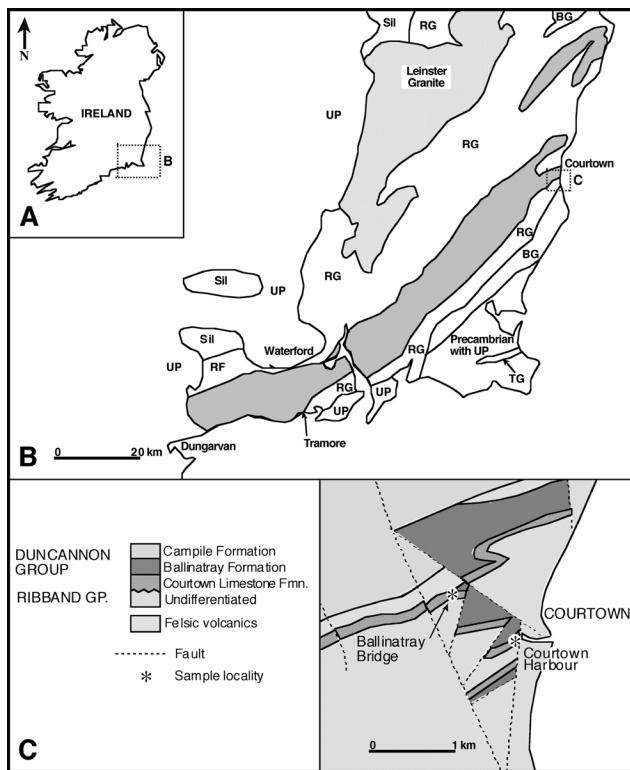 A
N
IRELAND
B
B
Sil
RG
BG
Leinster
Granite
UP
RG
Courtown
C
RG
BG
Sil
UP
RG
Sil
Waterford
Precambrian
with UP
UP
RF
RG
TG
RG
UP
UP
Tramore
Dungarvan
0 20 km
C
DUNCANNON
GROUP
RIBBAND GP.
Campile Formation
Ballinatray Formation
Courtown Limestone Fmn.
Undifferentiated
Felsic volcanics
Fault
* Sample locality
COURTOWN
Ballinatray
Bridge
Courtown
Harbour
0 1 km